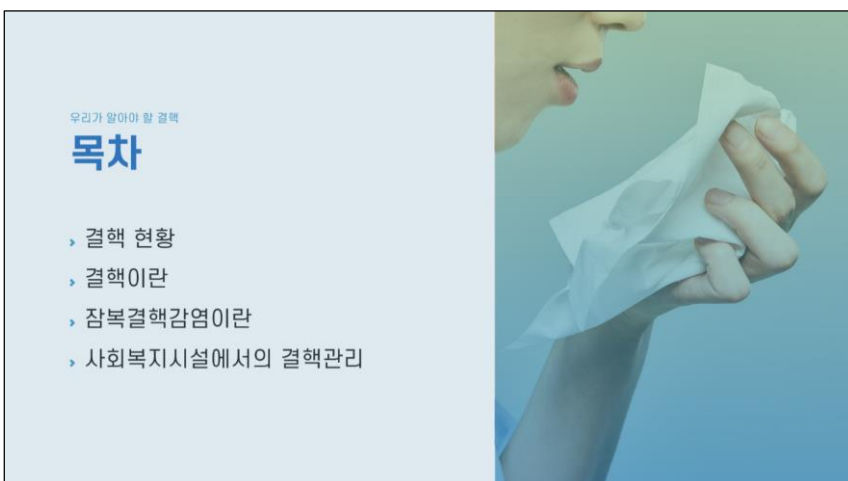 우리가 알아야 할 결핵
목차
› 결핵 현황
› 결핵이란
› 잠복결핵감염이란
› 사회복지시설에서의 결핵관리